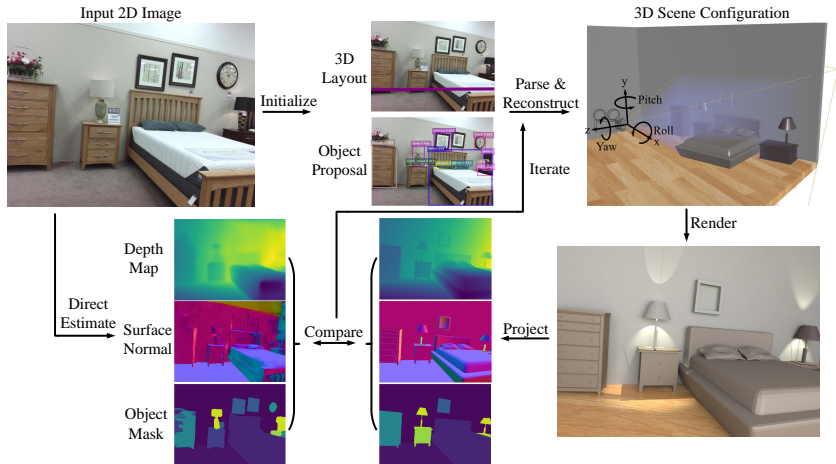 Input 2D Image
3D Scene Configuration
3D
Layout
Initialize
Object
Proposal
Parse &
Reconstruct
Iterate
y
Pitch
z
Roll
x
Yaw
Render
Depth
Map
Direct
Estimate
Surface
Normal
Compare
Project
Object
Mask